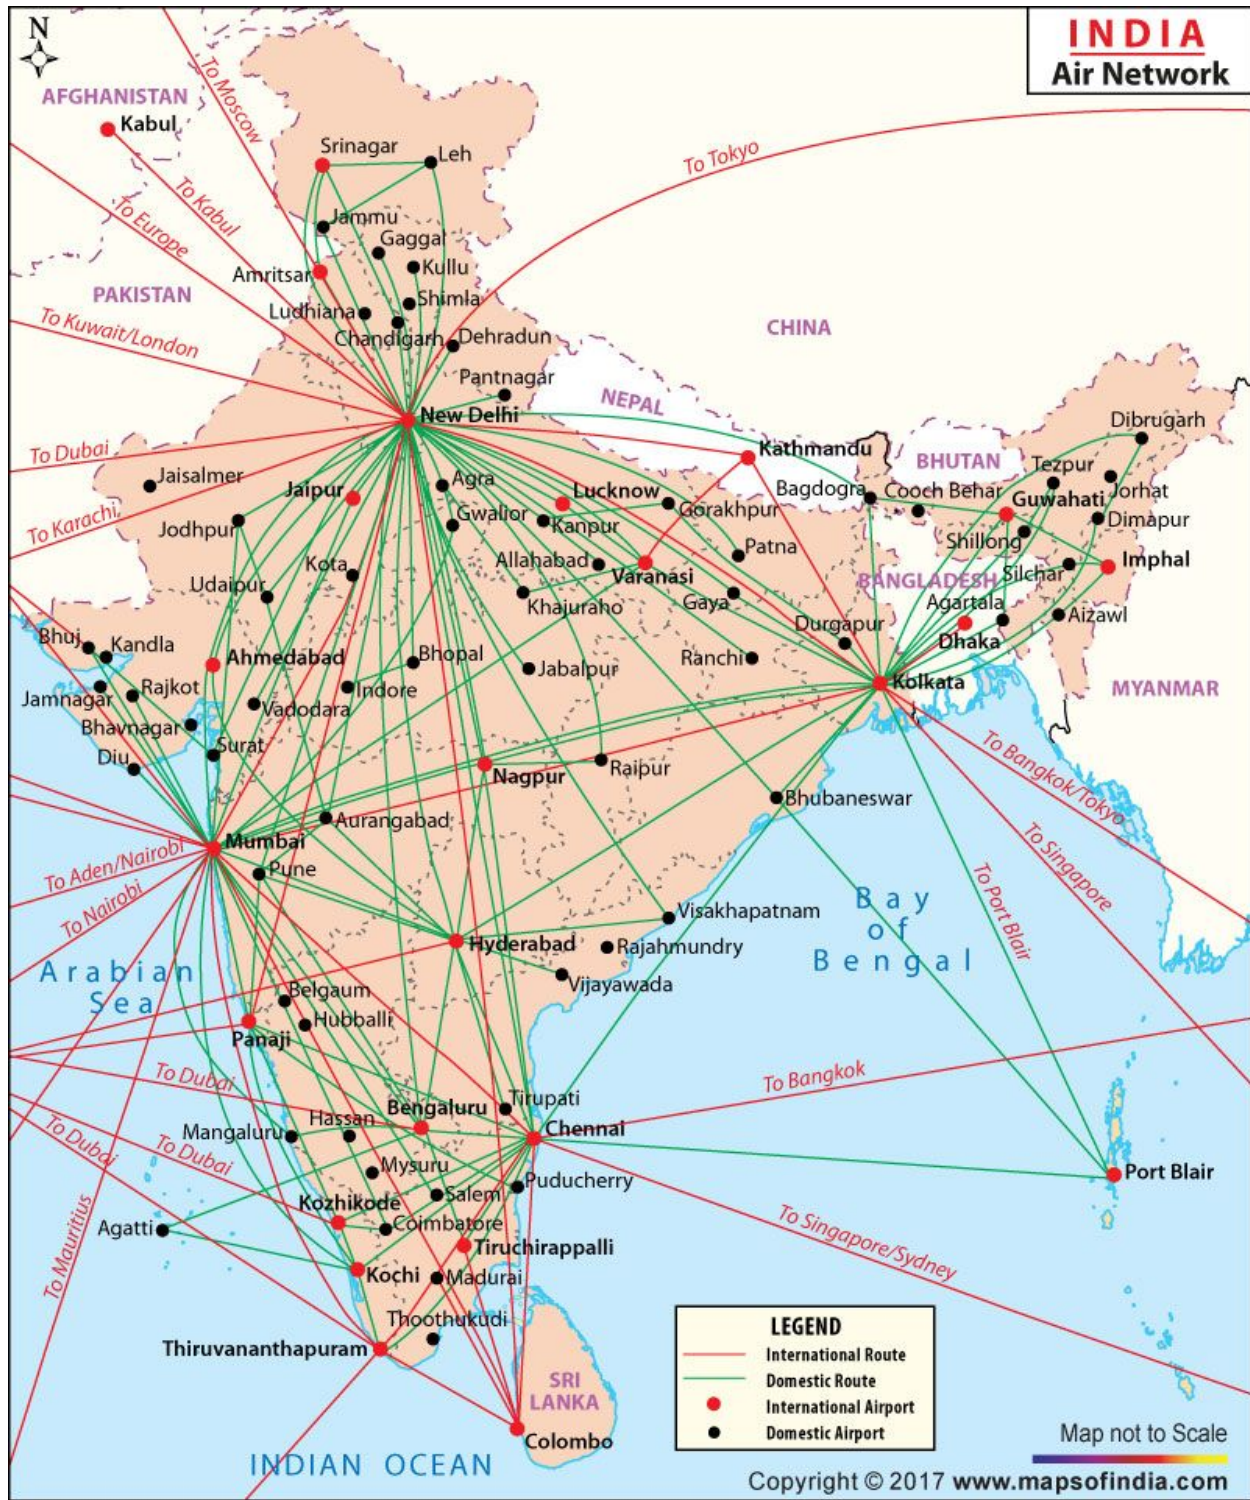 N
INDIA
Air Network
AFGHANISTAN
Kabul
To Moscow
Srinagar
Leh
To Tokyo
To Kabul
To Europe
Jammu
Gaggal
Kullu
Amritsar
PAKISTAN
Ludhiana
Shimla
Chandigarh
Dehradun
CHINA
To Kuwait/London
Pantnagar
NEPAL
New Delhi
Kathmandu
Dibrugarh
To Dubai
BHUTAN
Tezpur
Jaisalmer
Jaipur
Agra
Lucknow
Bagdogra
Cooch Behar
Guwahati
Jorhat
To Karachi
Jodhpur
Gwalior
Kanpur
Gorakhpur
Dimapur
Shillong
Patna
Imphal
Kota
Allahabad
Varanasi
BANGLADESH
Silchar
Udaipur
Khajuraho
Gaya
Agartala
Aizawl
Durgapur
Dhaka
Bhuj
Kandla
Ahmedabad
Bhopal
Jabalpur
Ranchi
Kolkata
MYANMAR
Jamnagar
Rajkot
Indore
Vadodara
Bhavnagar
Surat
Diu
Nagpur
Raipur
To Bangkok/Tokyo
Bhubaneswar
Aurangabad
Mumbai
To Singapore
To Aden/Nairobi
Pune
To Port Blair
To Nairobi
Visakhapatnam
Bay
of
Bengal
Hyderabad
Rajahmundry
Vijayawada
Arabian
Sea
Belgaum
Hubballi
Panaji
To Dubai
To Bangkok
Tirupati
Bengaluru
Hassan
Mangaluru
Chennai
To Dubai
To Dubai
Mysuru
Salem
Puducherry
Port Blair
Kozhikode
Agatti
Coimbatore
To Mauritius
Tiruchirappalli
To Singapore/Sydney
Kochi
Madurai
Thoothukudi
Thiruvananthapuram
SRI
LANKA
Colombo
INDIAN OCEAN
LEGEND
International Route
Domestic Route
International Airport
Domestic Airport
Map not to Scale
Copyright © 2017 www.mapsofindia.com